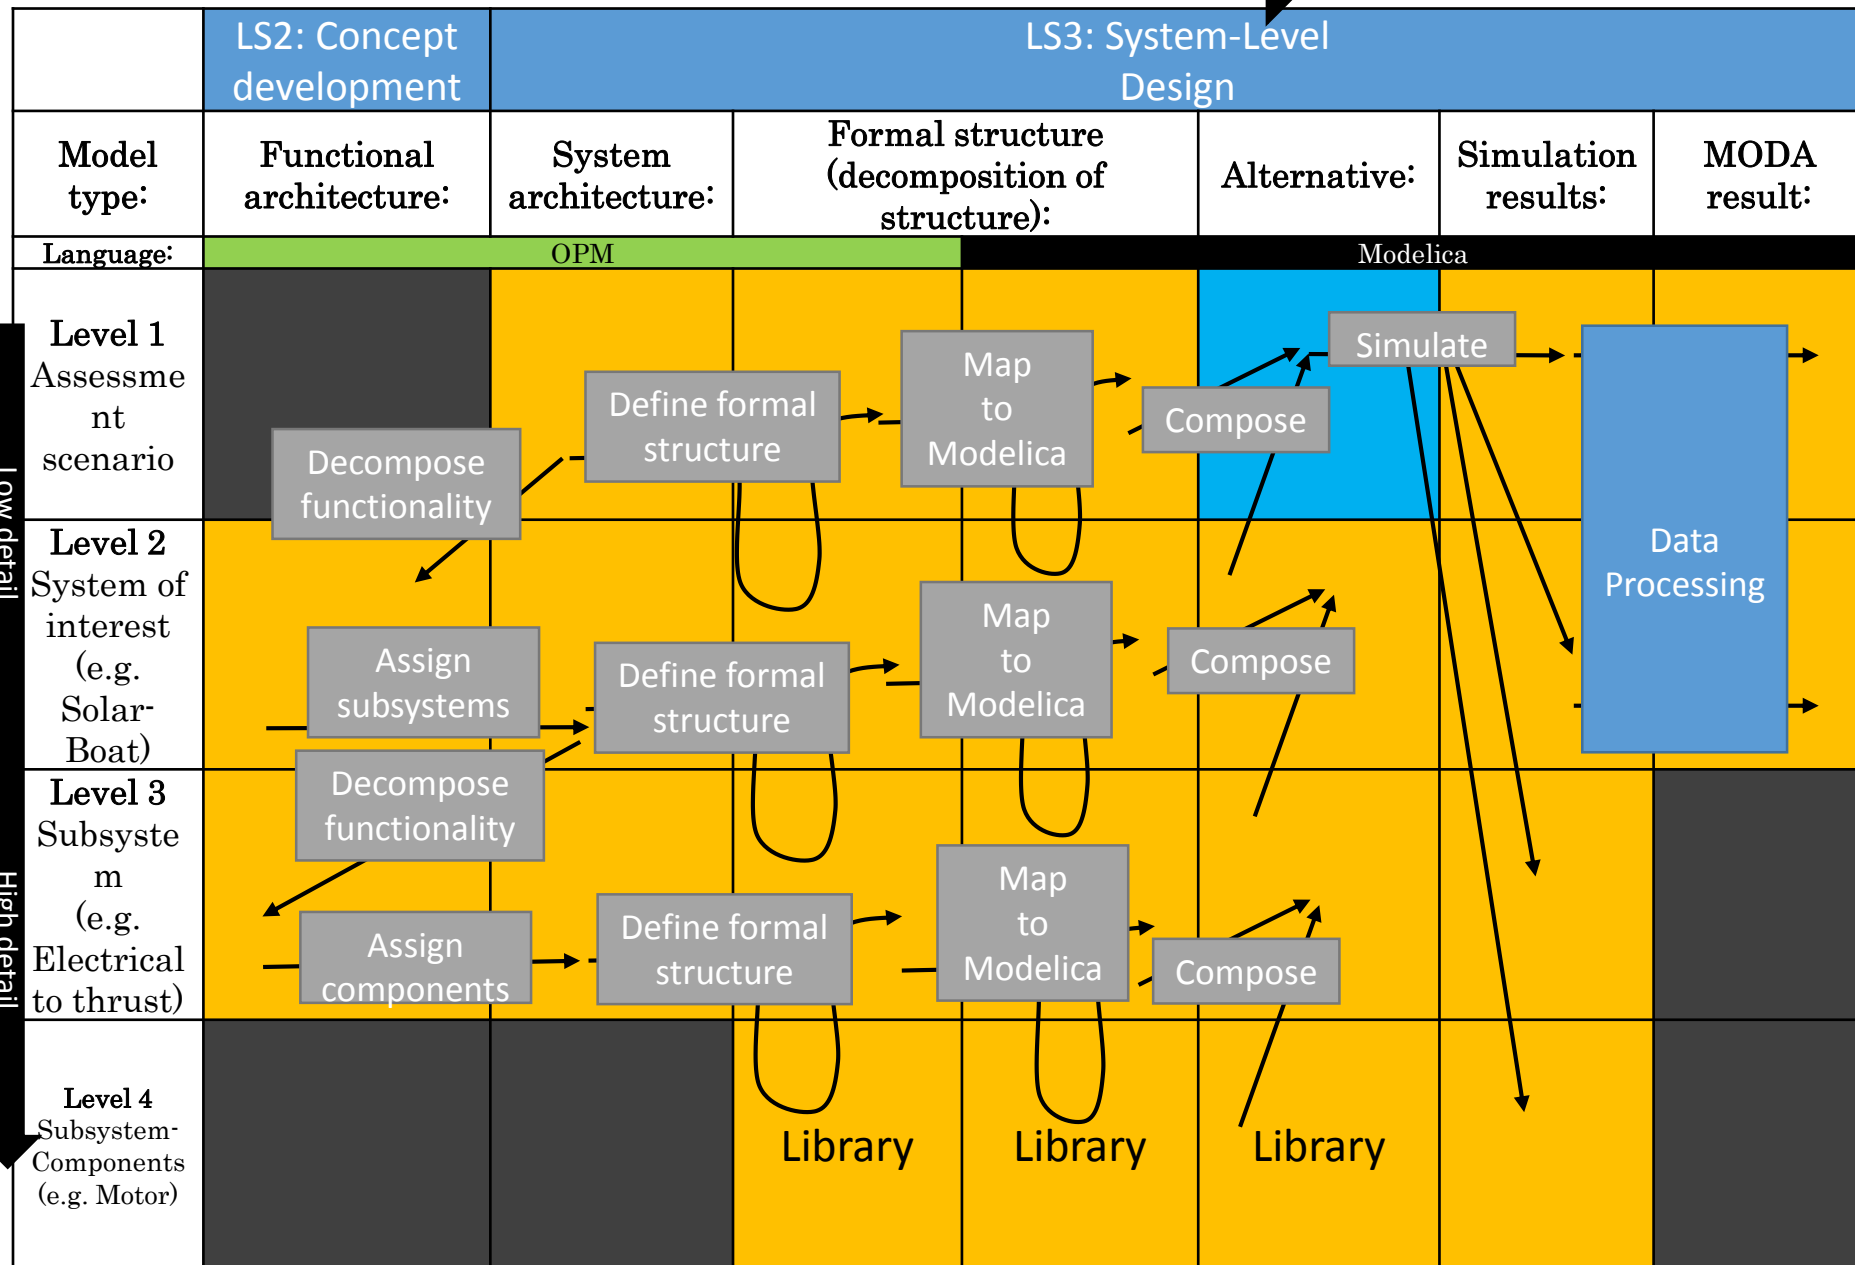 LS2: Concept
development
LS3: System-Level
Design
Model
type:
Functional
architecture:
System
architecture:
Formal structure
(decomposition of
structure):
Alternative:
Simulation
results:
MODA
result:
Language:
OPM
Modelica
Level 1
Assessme
nt
scenario
Decompose
functionality
Define formal
structure
Map
to
Modelica
Compose
Simulate
Data
Processing
Low detail
Level 2
System of
interest
(e.g.
Solar-
Boat)
Assign
subsystems
Define formal
structure
Map
to
Modelica
Compose
Decompose
functionality
Level 3
Subsyste
m
(e.g.
Electrical
to thrust)
Assign
components
Define formal
structure
Map
to
Modelica
Compose
High detail
Level 4
Subsystem-
Components
(e.g. Motor)
Library
Library
Library